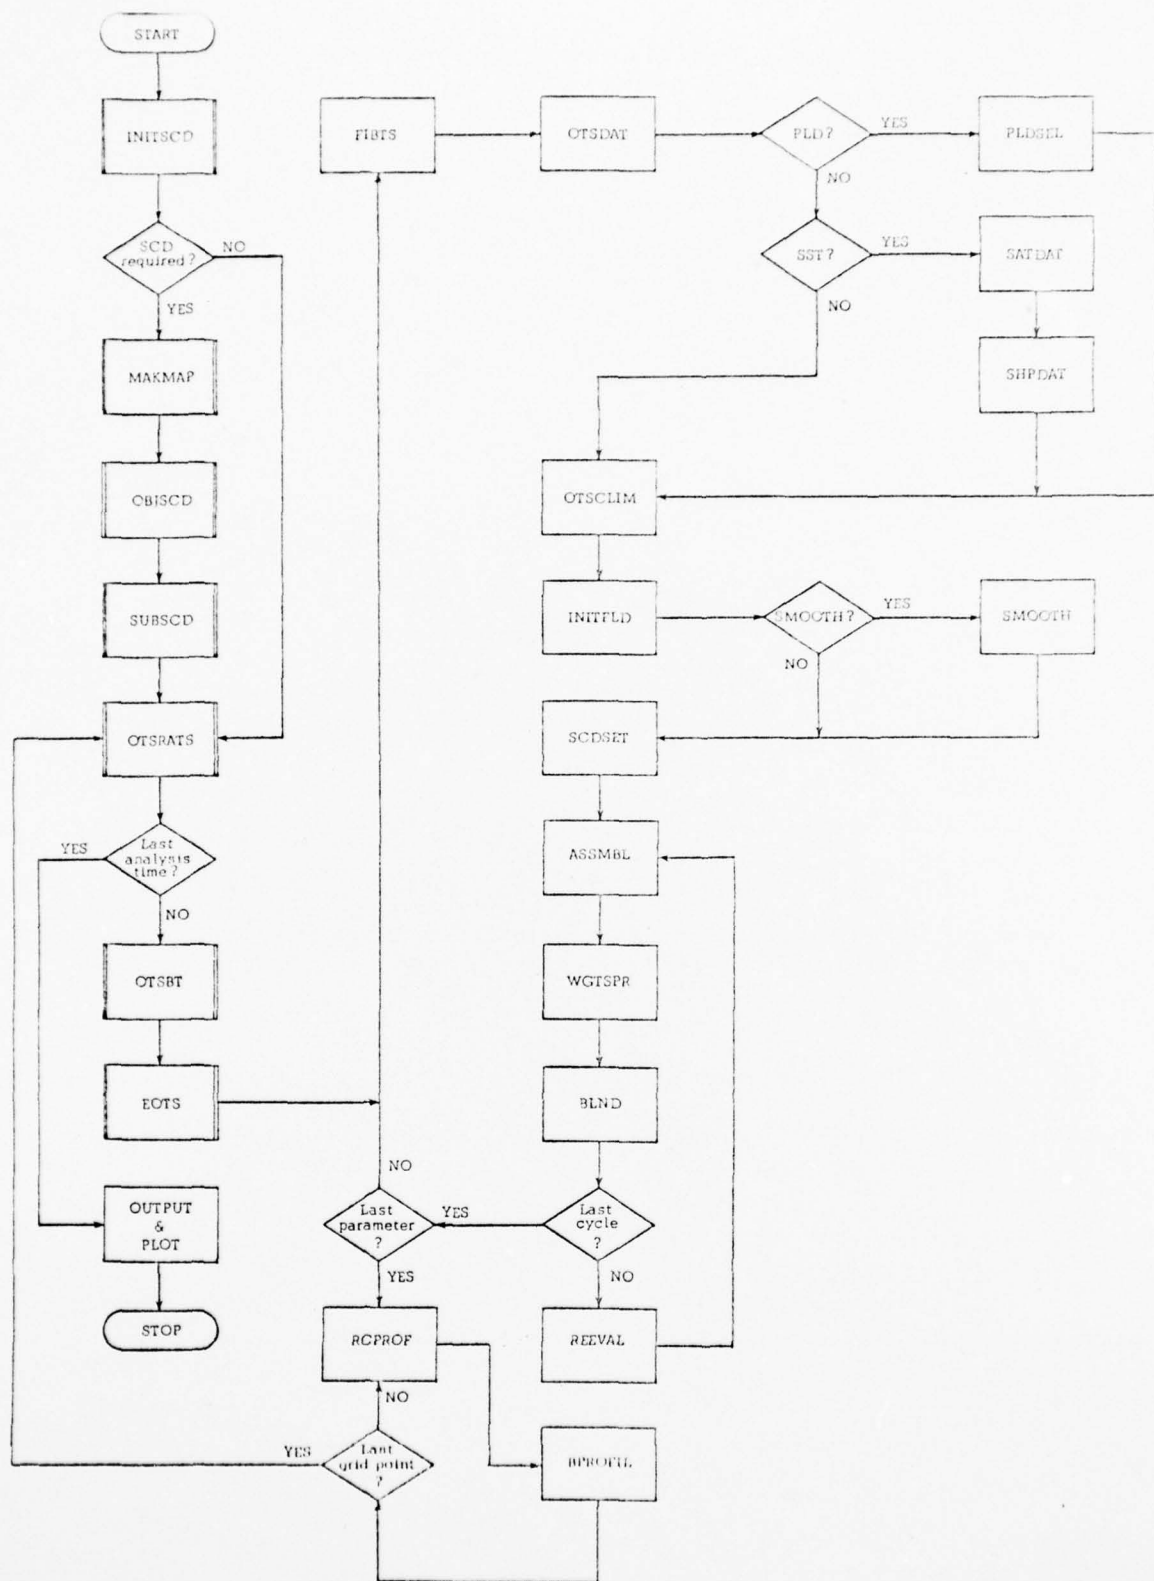 START
INITSCD
SCD
required?
NO
YES
MAKMAP
OBJSCD
SUBSCD
OTSRATS
Last
analysis
time?
YES
NO
OTSBT
EOTS
OUTPUT
&
PLOT
STOP
FIBTS
OTSDAT
PLD?
YES
PLDSEL
NO
SST?
YES
SATDAT
NO
SHPDAT
OTSCLIM
INITFLD
SMOOTH?
YES
SMOOTH
NO
SCDSET
ASSMBL
WGTSPR
BLND
Last
cycle
?
YES
NO
REEVAL
Last
parameter
?
NO
YES
RCPROF
NO
Last
grid point
?
YES
BPROFIL